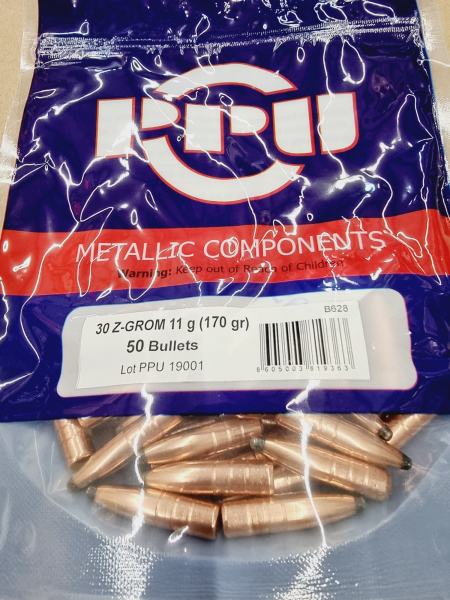 PPU
METALLIC COMPONENTS
Warning: Keep out of Reach of Children
B628
30 Z-GROM 11 g (170 gr)
50 Bullets
Lot PPU 19001
8605003819363